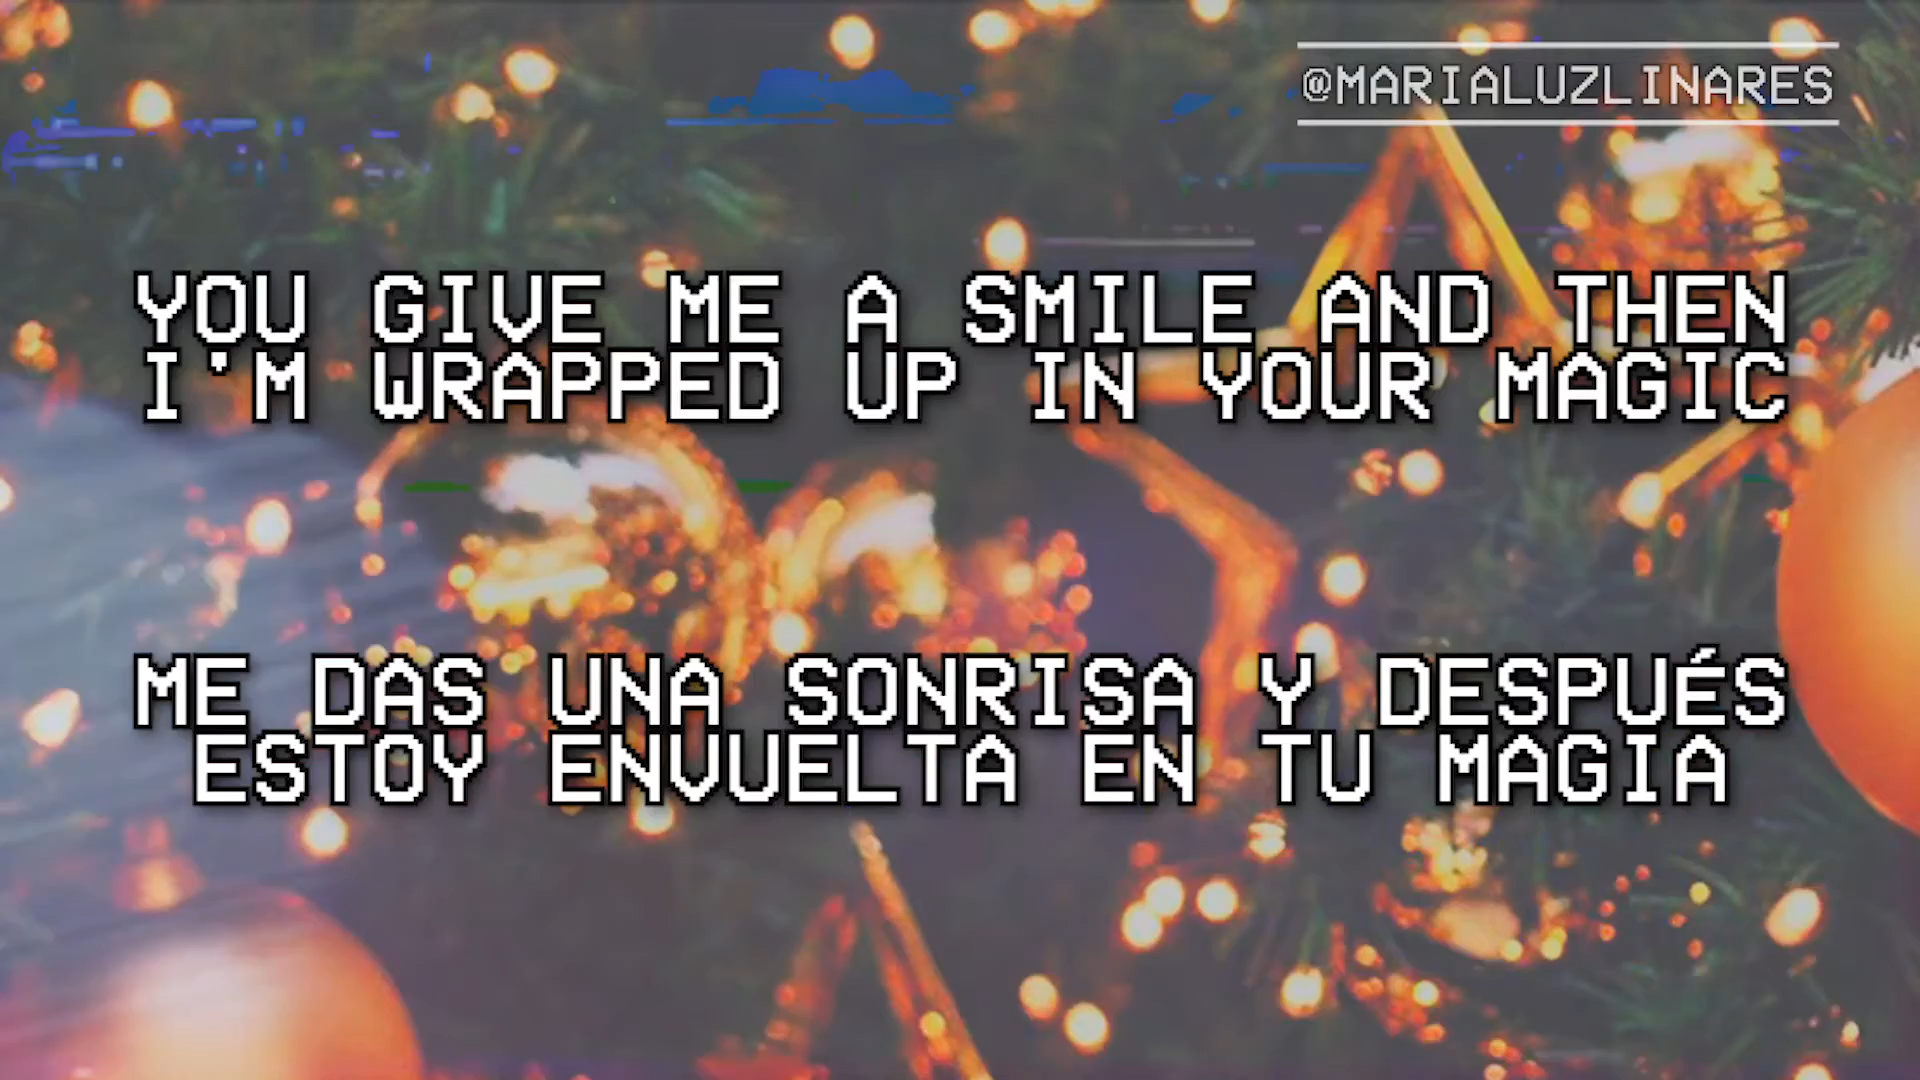 @MARIALUZLINARES
YOU GIVE ME A SMILE AND THEN
I'M WRAPPED UP IN YOUR MAGIC
ME DAS UNA SONRISA Y DESPUÉS
ESTOY ENVUELTA EN TU MAGIA